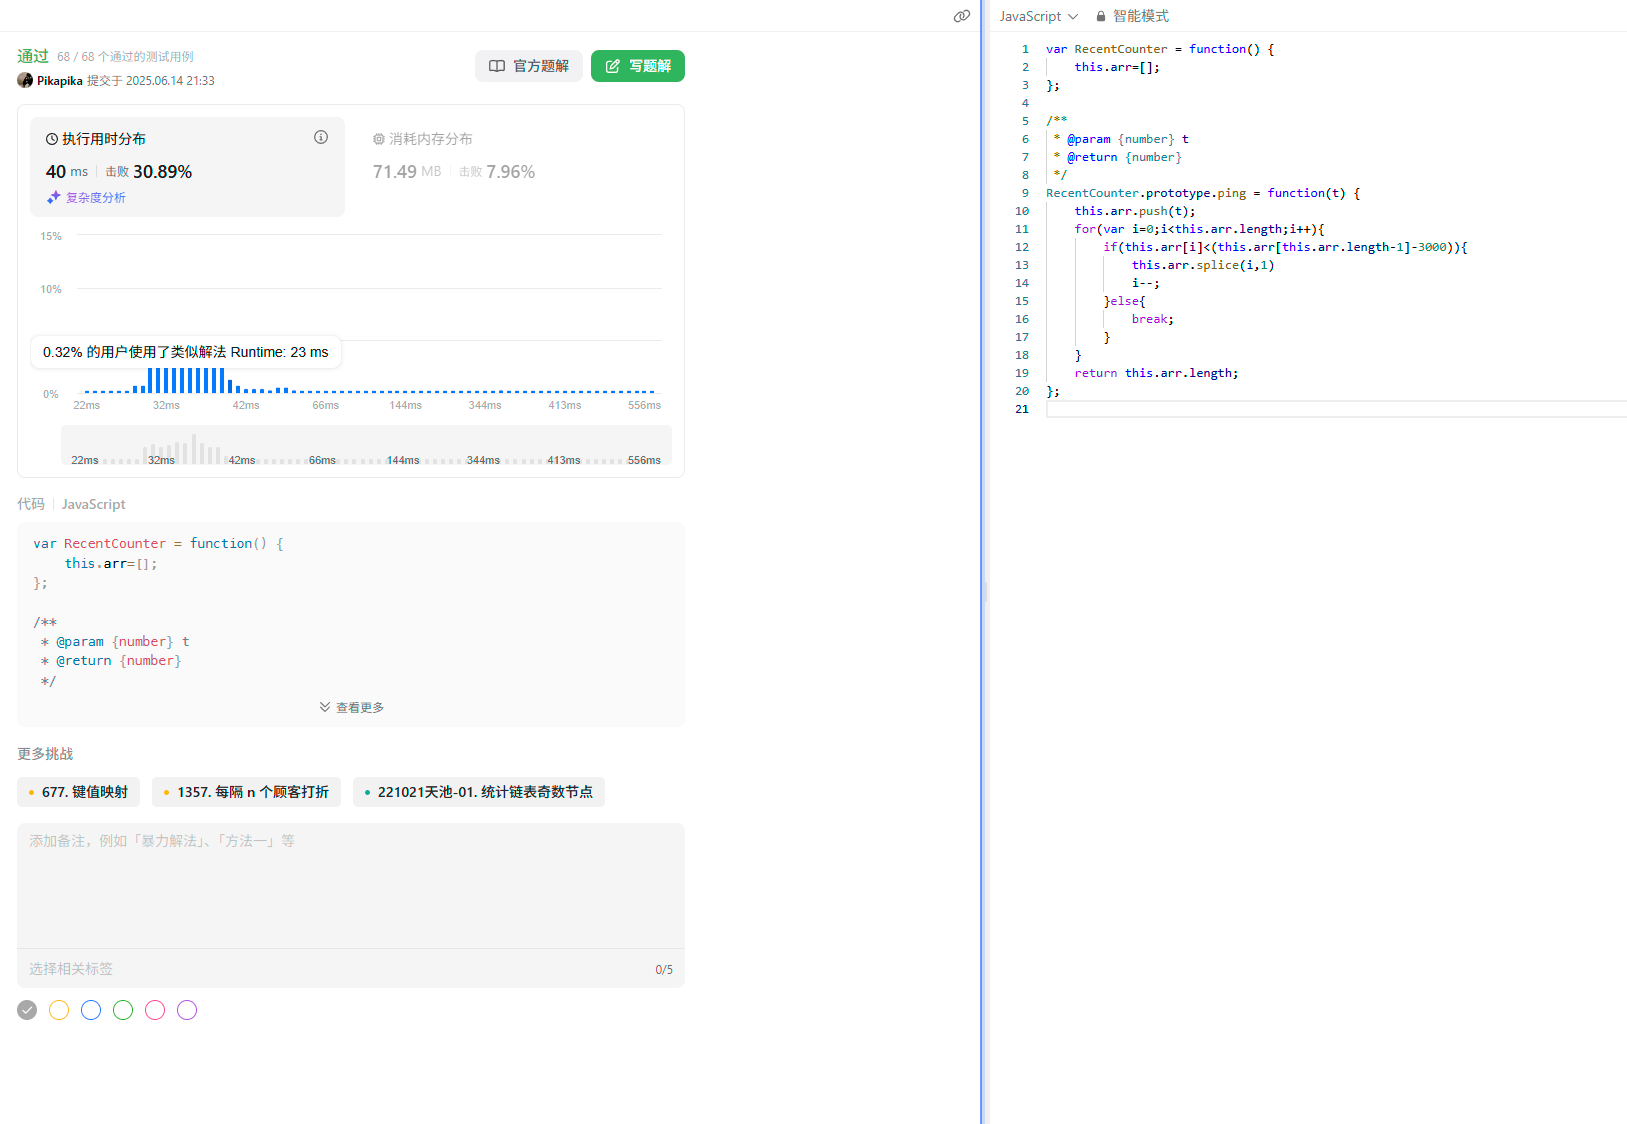 通过 68 / 68 个通过的测试用例
Pikapika 提交于 2025.06.14 21:33
官方题解
写题解
执行用时分布
40 ms 击败 30.89%
复杂度分析
消耗内存分布
71.49 MB 击败 7.96%
15%
10%
0.32% 的用户使用了类似解法 Runtime: 23 ms
0%
22ms 32ms 42ms 66ms 144ms 344ms 413ms 556ms
22ms 32ms 42ms 66ms 144ms 344ms 413ms 556ms
代码 JavaScript
var RecentCounter = function() {
    this.arr=[];
};

/**
 * @param {number} t
 * @return {number}
 */
查看更多
更多挑战
677. 键值映射
1357. 每隔 n 个顾客打折
221021天池-01. 统计链表奇数节点
添加备注，例如「暴力解法」、「方法一」等
选择相关标签 0/5
JavaScript 智能模式
1 var RecentCounter = function() {
2     this.arr=[];
3 };
4
5 /**
6  * @param {number} t
7  * @return {number}
8  */
9 RecentCounter.prototype.ping = function(t) {
10     this.arr.push(t);
11     for(var i=0;i<this.arr.length;i++){
12         if(this.arr[i]<(this.arr[this.arr.length-1]-3000)){
13             this.arr.splice(i,1)
14             i--;
15         }else{
16             break;
17         }
18     }
19     return this.arr.length;
20 };
21